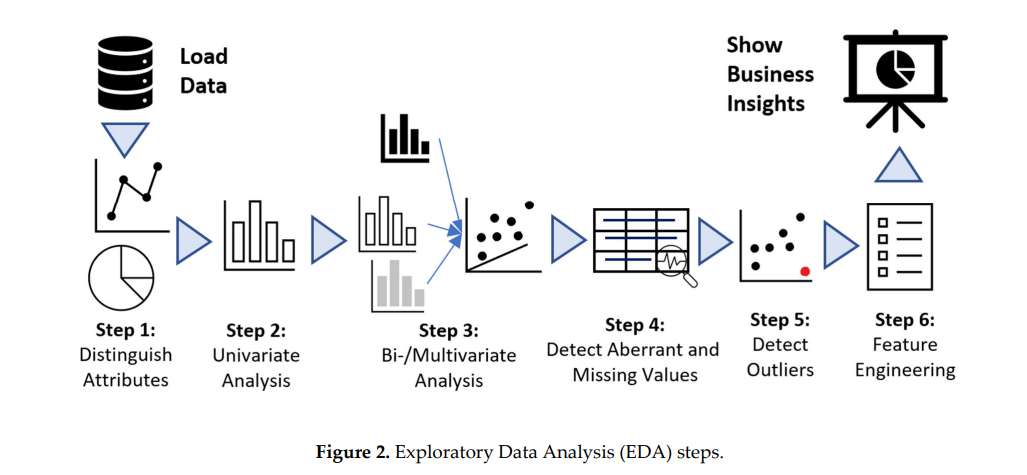 Load
Data
Show
Business
Insights
Step 1:
Distinguish
Attributes
Step 2:
Univariate
Analysis
Step 3:
Bi-/Multivariate
Analysis
Step 4:
Detect Aberrant and
Missing Values
Step 5:
Detect
Outliers
Step 6:
Feature
Engineering
Figure 2. Exploratory Data Analysis (EDA) steps.